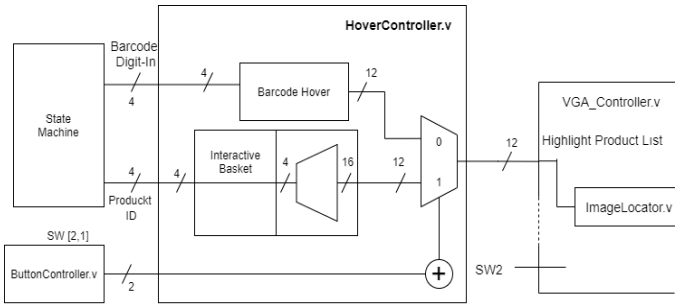 HoverController.v
Barcode
Digit-In
4
4
12
Barcode Hover
State
Machine
VGA_Controller.v
0
12
Highlight Product List
Interactive
Basket
4
4
4
16
12
1
Produckt
ID
ImageLocator.v
SW [2,1]
ButtonController.v
2
+
SW2